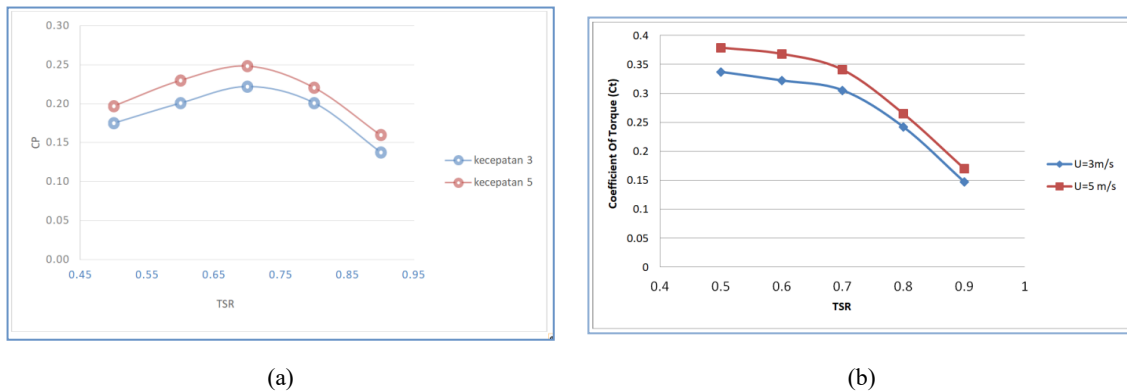 0.30
0.25
0.20
0.15
0.10
0.05
0.00
CP
0.45 0.55 0.65 0.75 0.85 0.95
TSR
kecepatan 3
kecepatan 5
(a)
0.4
0.35
0.3
0.25
0.2
0.15
0.1
0.05
0
Coefficient Of Torque (Ct)
0.4 0.5 0.6 0.7 0.8 0.9 1
TSR
U=3m/s
U=5 m/s
(b)